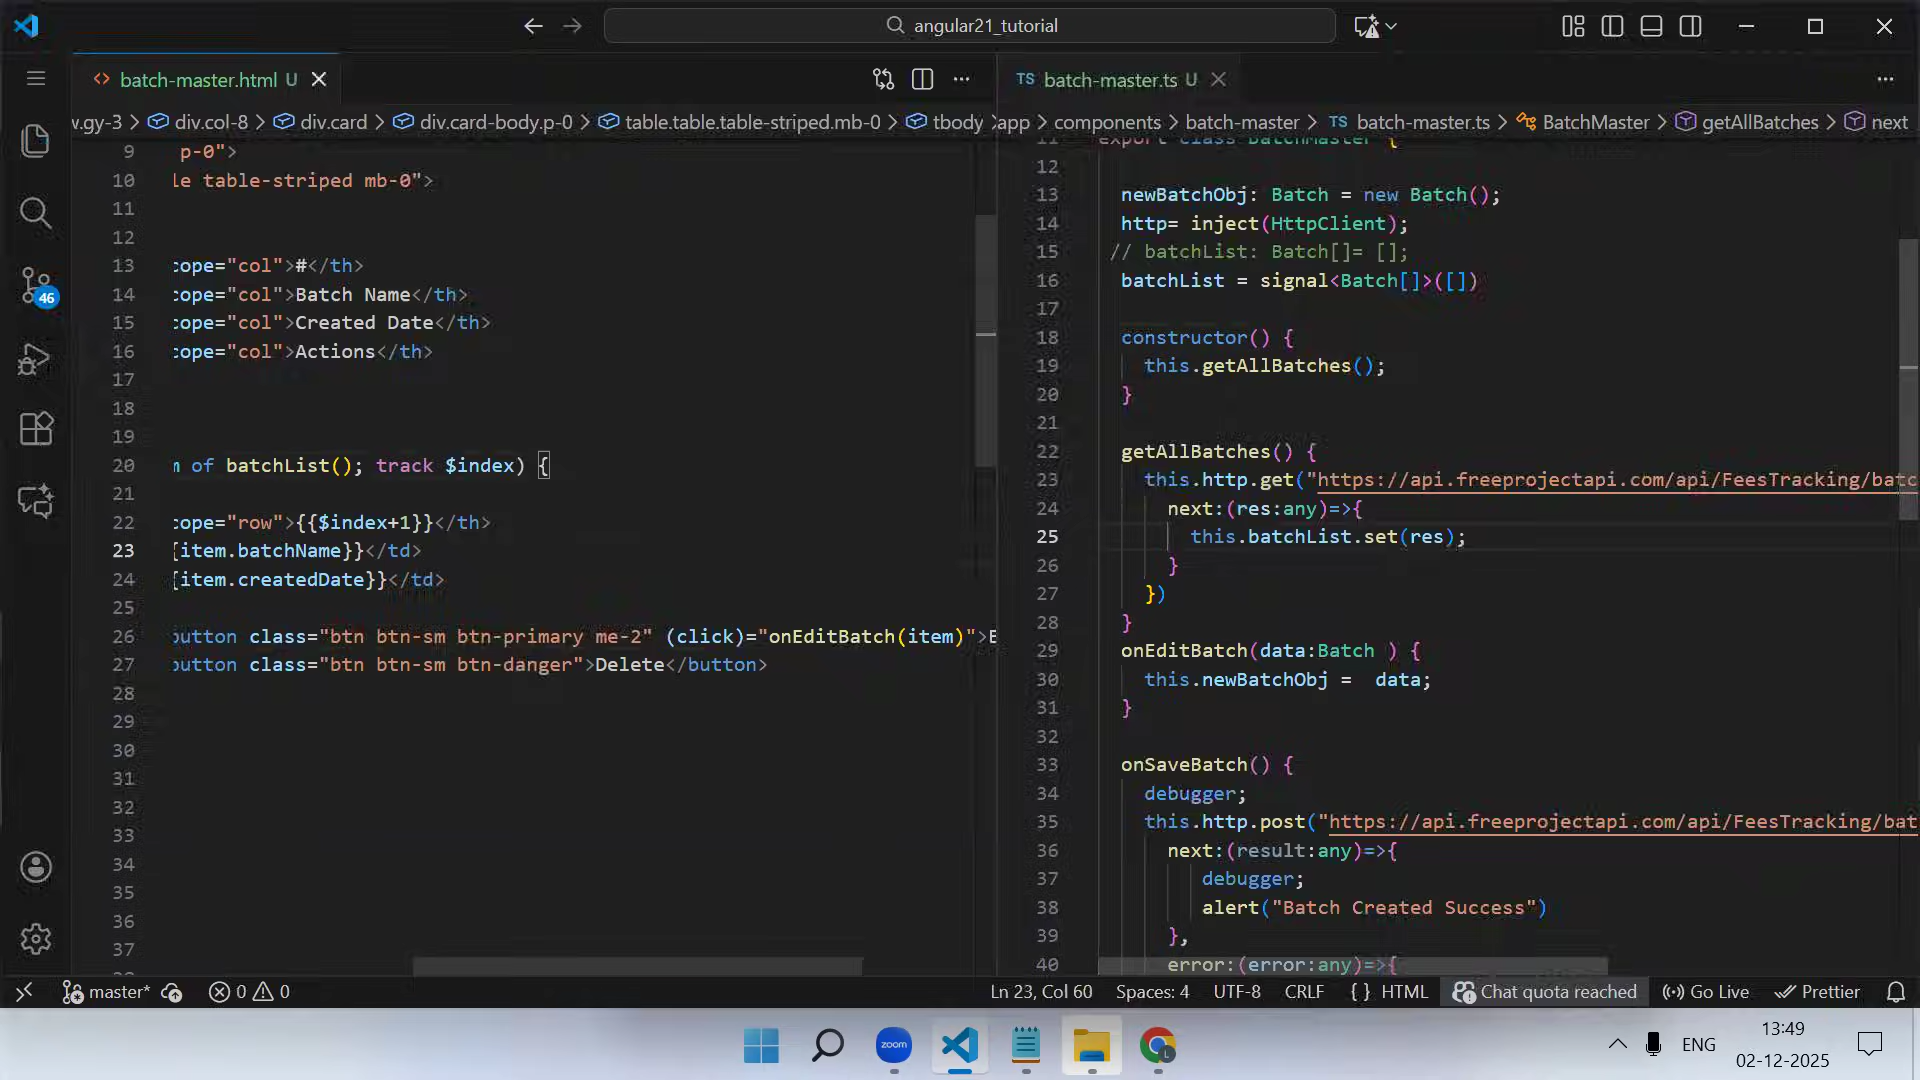 angular21_tutorial
batch-master.html U
TS batch-master.ts U
w.gy-3 > div.col-8 > div.card > div.card-body.p-0 > table.table.table-striped.mb-0 > tbody
app > components > batch-master > TS batch-master.ts > BatchMaster > getAllBatches > next
9 p-0">
10 le table-striped mb-0">
11
12
13 cope="col">#</th>
14 cope="col">Batch Name</th>
15 cope="col">Created Date</th>
16 cope="col">Actions</th>
17
18
19
20 m of batchList(); track $index) {
21
22 cope="row">{{$index+1}}</th>
23 {item.batchName}}</td>
24 {item.createdDate}}</td>
25
26 button class="btn btn-sm btn-primary me-2" (click)="onEditBatch(item)">E
27 button class="btn btn-sm btn-danger">Delete</button>
28
29
30
31
32
33
34
35
36
37
11 export class BatchMaster {
12
13 newBatchObj: Batch = new Batch();
14 http= inject(HttpClient);
15 // batchList: Batch[]= [];
16 batchList = signal<Batch[]>([])
17
18 constructor() {
19 this.getAllBatches();
20 }
21
22 getAllBatches() {
23 this.http.get("https://api.freeprojectapi.com/api/FeesTracking/batc
24 next:(res:any)=>{
25 this.batchList.set(res);
26 }
27 })
28 }
29 onEditBatch(data:Batch ) {
30 this.newBatchObj =  data;
31 }
32
33 onSaveBatch() {
34 debugger;
35 this.http.post("https://api.freeprojectapi.com/api/FeesTracking/bat
36 next:(result:any)=>{
37 debugger;
38 alert("Batch Created Success")
39 },
40 error:(error:any)=>{
46
master* 0 0
Ln 23, Col 60 Spaces: 4 UTF-8 CRLF {} HTML Chat quota reached Go Live Prettier
zoom
L
ENG
13:49
02-12-2025